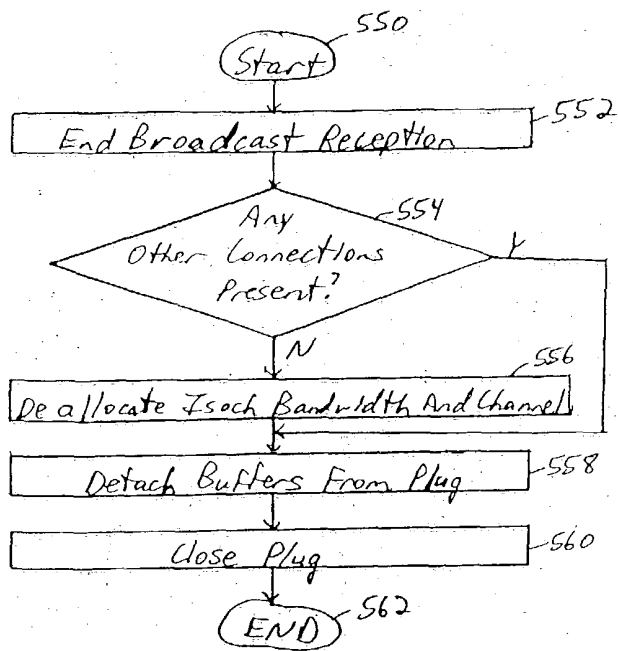 550
Start
552
End Broadcast Reception
554
Any
Other Connections
Present?
Y
N
556
Deallocate Isoch Bandwidth And Channel
558
Detach Buffers From Plug
560
Close Plug
562
END